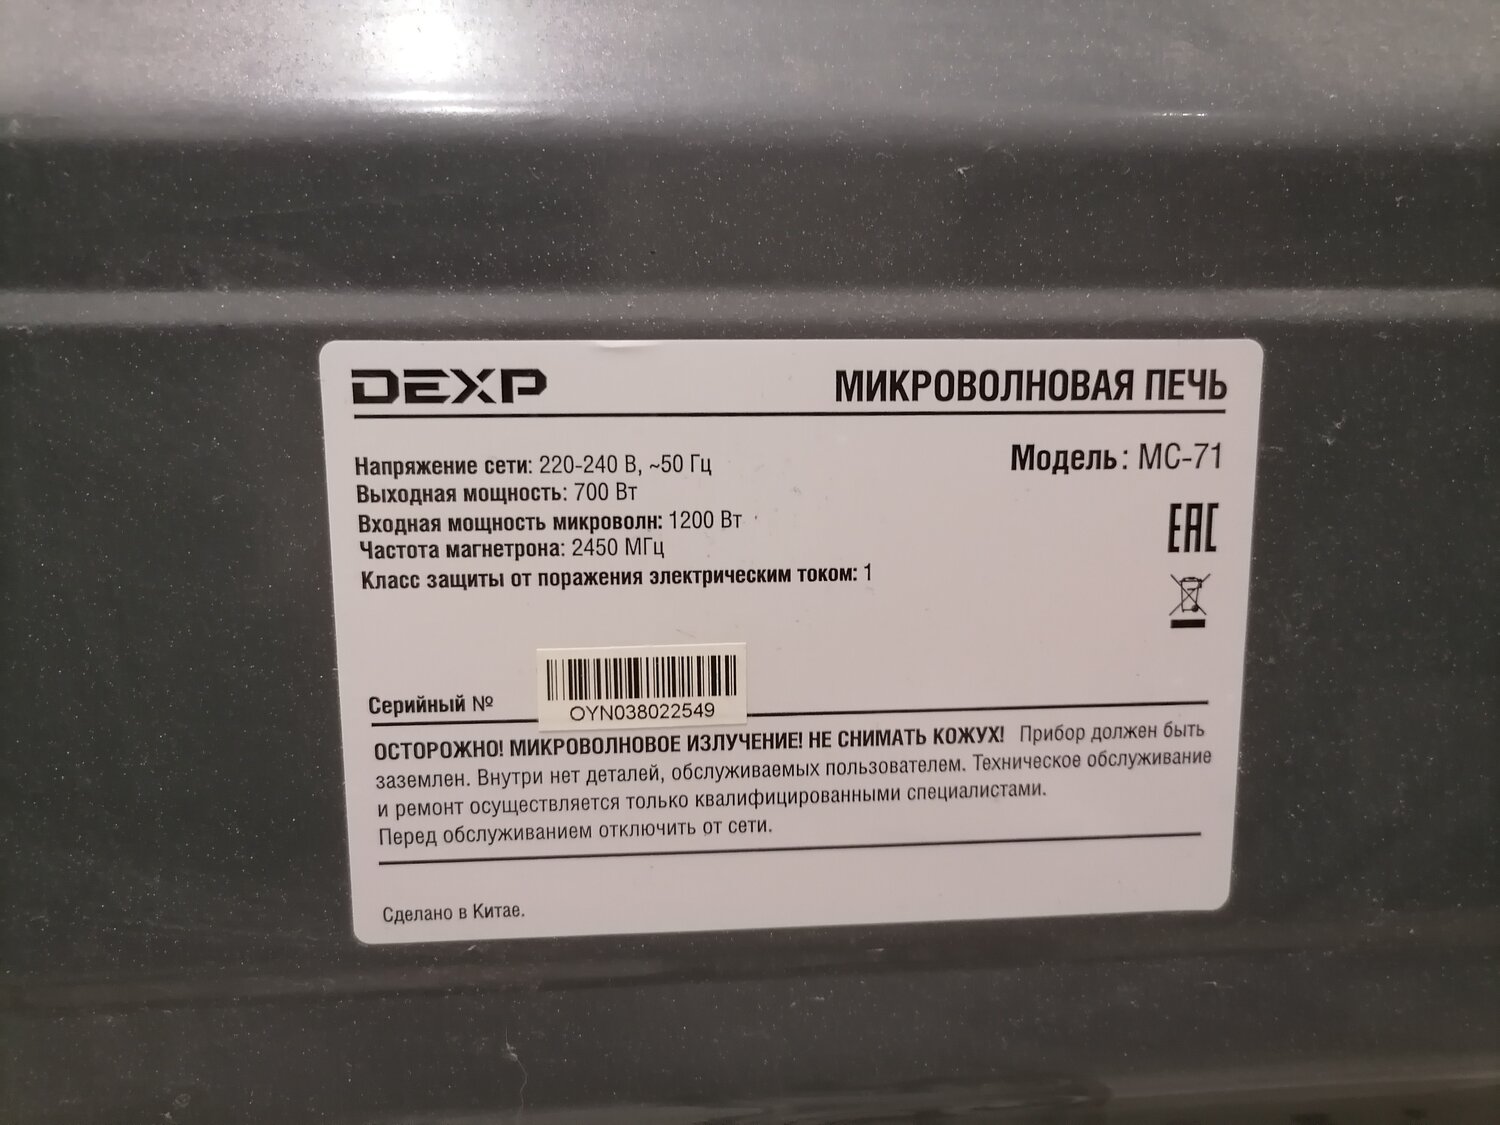 DEXP
МИКРОВОЛНОВАЯ ПЕЧЬ
Модель: MC-71
Напряжение сети: 220-240 В, ~50 Гц
Выходная мощность: 700 Вт
Входная мощность микроволн: 1200 Вт
Частота магнетрона: 2450 МГц
Класс защиты от поражения электрическим током: 1
EAC
Серийный №
OYN038022549
ОСТОРОЖНО! МИКРОВОЛНОВОЕ ИЗЛУЧЕНИЕ! НЕ СНИМАТЬ КОЖУХ! Прибор должен быть
заземлен. Внутри нет деталей, обслуживаемых пользователем. Техническое обслуживание
и ремонт осуществляется только квалифицированными специалистами.
Перед обслуживанием отключить от сети.
Сделано в Китае.